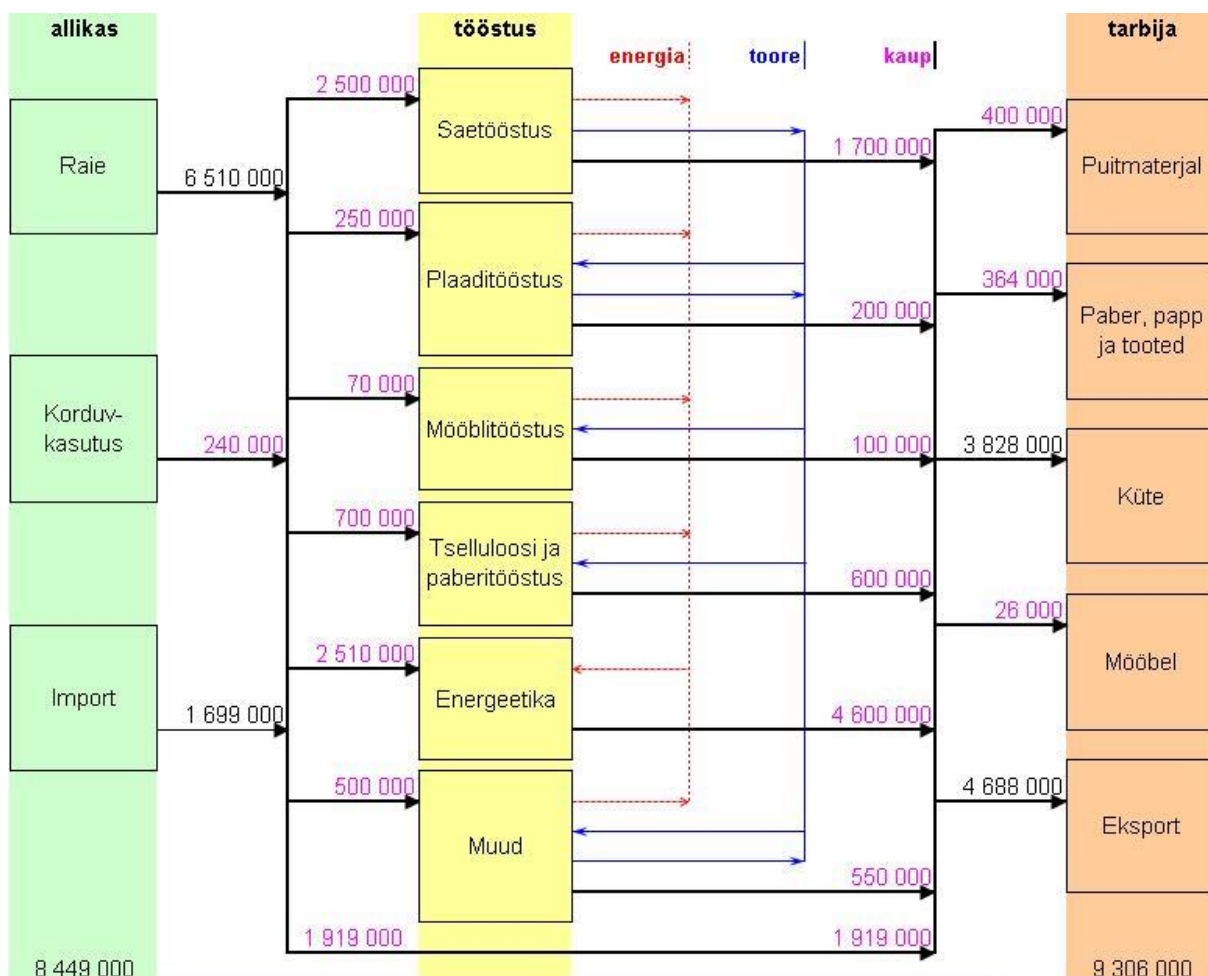 allikas
tööstus
tarbija
energia
toore
kaup
2 500 000
400 000
Saetööstus
Raie
6 510 000
1 700 000
Puitmaterjal
250 000
Plaaditööstus
364 000
200 000
Paber, papp
ja tooted
70 000
Korduv-
kasutus
240 000
Mööblitööstus
100 000
3 828 000
Küte
700 000
Tselluloosi ja
paberitööstus
600 000
26 000
2 510 000
Mööbel
Import
1 699 000
Energeetika
4 600 000
500 000
4 688 000
Muud
Eksport
550 000
1 919 000
1 919 000
8 449 000
9 306 000